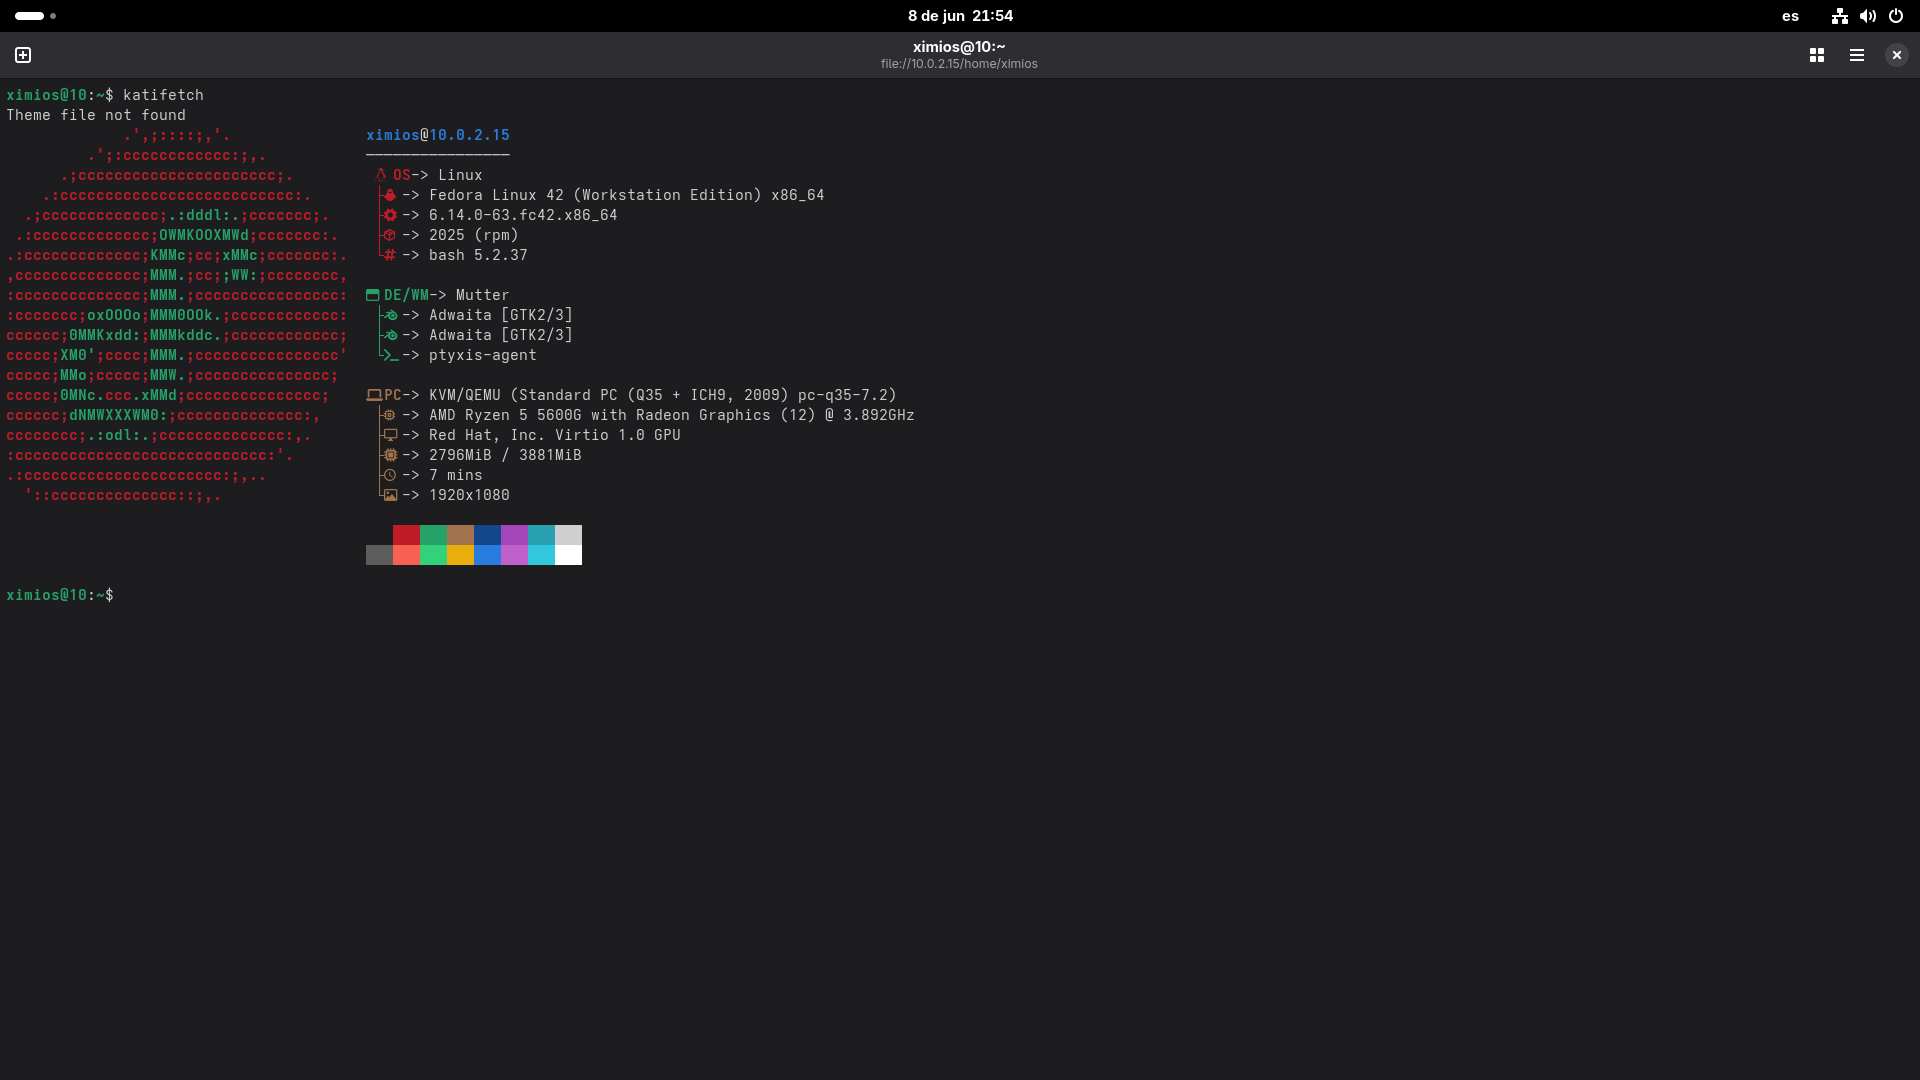 8 de jun 21:54
es
ximios@10:~
file://10.0.2.15/home/ximios
ximios@10:~$ katifetch
Theme file not found
.',;::::;,'.
.';:cccccccccccc:;,.
.;cccccccccccccccccccccc;.
.:cccccccccccccccccccccccccc:.
.;ccccccccccccc;.:dddl:.;ccccccc;.
.:ccccccccccccc;OWMKOOXMWd;ccccccc:.
.:ccccccccccccc;KMMc;cc;xMMc;ccccccc:.
,cccccccccccccc;MMM.;cc;;WW:;cccccccc,
:cccccccccccccc;MMM.;cccccccccccccccc:
:ccccccc;oxOOOo;MMM0OOk.;cccccccccccc:
cccccc;0MMKxdd:;MMMkddc.;cccccccccccc;
ccccc;XM0';cccc;MMM.;cccccccccccccccc'
ccccc;MMo;ccccc;MMW.;ccccccccccccccc;
ccccc;0MNc.ccc.xMMd;ccccccccccccccc;
cccccc;dNMWXXXWM0:;cccccccccccccc:,
cccccccc;.:odl:.;cccccccccccccc:,.
:cccccccccccccccccccccccccccc:'.
.:cccccccccccccccccccccc:;,..
'::cccccccccccccc::;,.
ximios@10.0.2.15
────────────────
OS-> Linux
-> Fedora Linux 42 (Workstation Edition) x86_64
-> 6.14.0-63.fc42.x86_64
-> 2025 (rpm)
-> bash 5.2.37
DE/WM-> Mutter
-> Adwaita [GTK2/3]
-> Adwaita [GTK2/3]
-> ptyxis-agent
PC-> KVM/QEMU (Standard PC (Q35 + ICH9, 2009) pc-q35-7.2)
-> AMD Ryzen 5 5600G with Radeon Graphics (12) @ 3.892GHz
-> Red Hat, Inc. Virtio 1.0 GPU
-> 2796MiB / 3881MiB
-> 7 mins
-> 1920x1080
ximios@10:~$